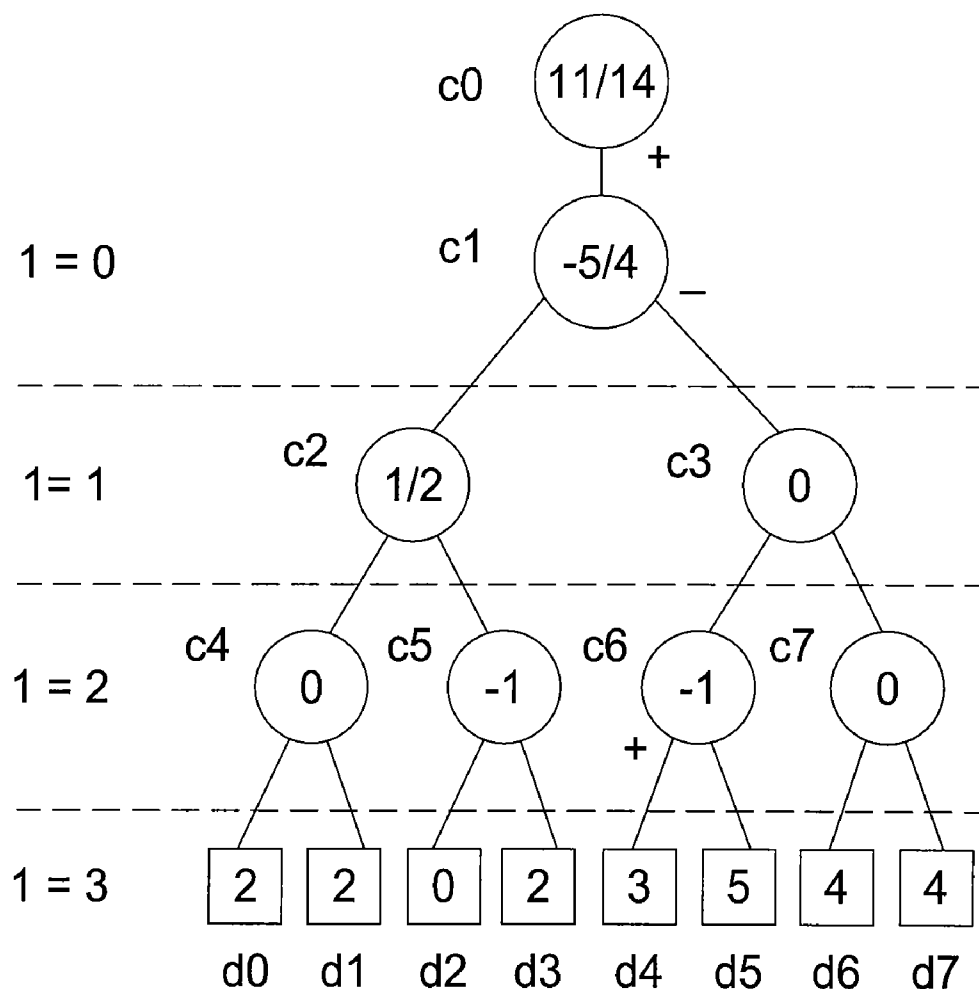 c0 11/14
+
1 = 0 c1 -5/4
–
1= 1 c2 1/2 c3 0
1 = 2 c4 0 c5 -1 c6 -1 c7 0
+
1 = 3 2 2 0 2 3 5 4 4
d0 d1 d2 d3 d4 d5 d6 d7